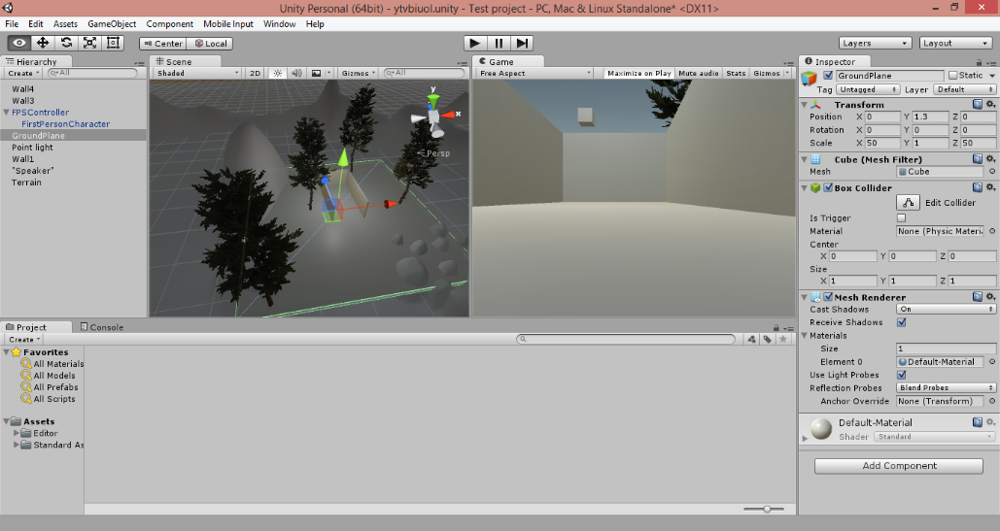 Unity Personal (64bit) - ytvbiuol.unity - Test project - PC, Mac & Linux Standalone* <DX11>
File Edit Assets GameObject Component Mobile Input Window Help
Center Local Layers Layout
Hierarchy
Create All
Wall4
Wall3
FPSController
FirstPersonCharacter
GroundPlane
Point light
Wall1
"Speaker"
Terrain
Scene
Shaded 2D Gizmos All
y
x
Persp
Game
Free Aspect Maximize on Play Mute audio Stats Gizmos
Inspector
GroundPlane Static
Tag Untagged Layer Default
Transform
Position X 0 Y 1.3 Z 0
Rotation X 0 Y 0 Z 0
Scale X 50 Y 1 Z 50
Cube (Mesh Filter)
Mesh Cube
Box Collider
Edit Collider
Is Trigger
Material None (Physic Materi
Center
X 0 Y 0 Z 0
Size
X 1 Y 1 Z 1
Mesh Renderer
Cast Shadows On
Receive Shadows
Materials
Size 1
Element 0 Default-Material
Use Light Probes
Reflection Probes Blend Probes
Anchor Override None (Transform)
Default-Material
Shader Standard
Add Component
Project Console
Create
Favorites
All Materials
All Models
All Prefabs
All Scripts
Assets
Editor
Standard As